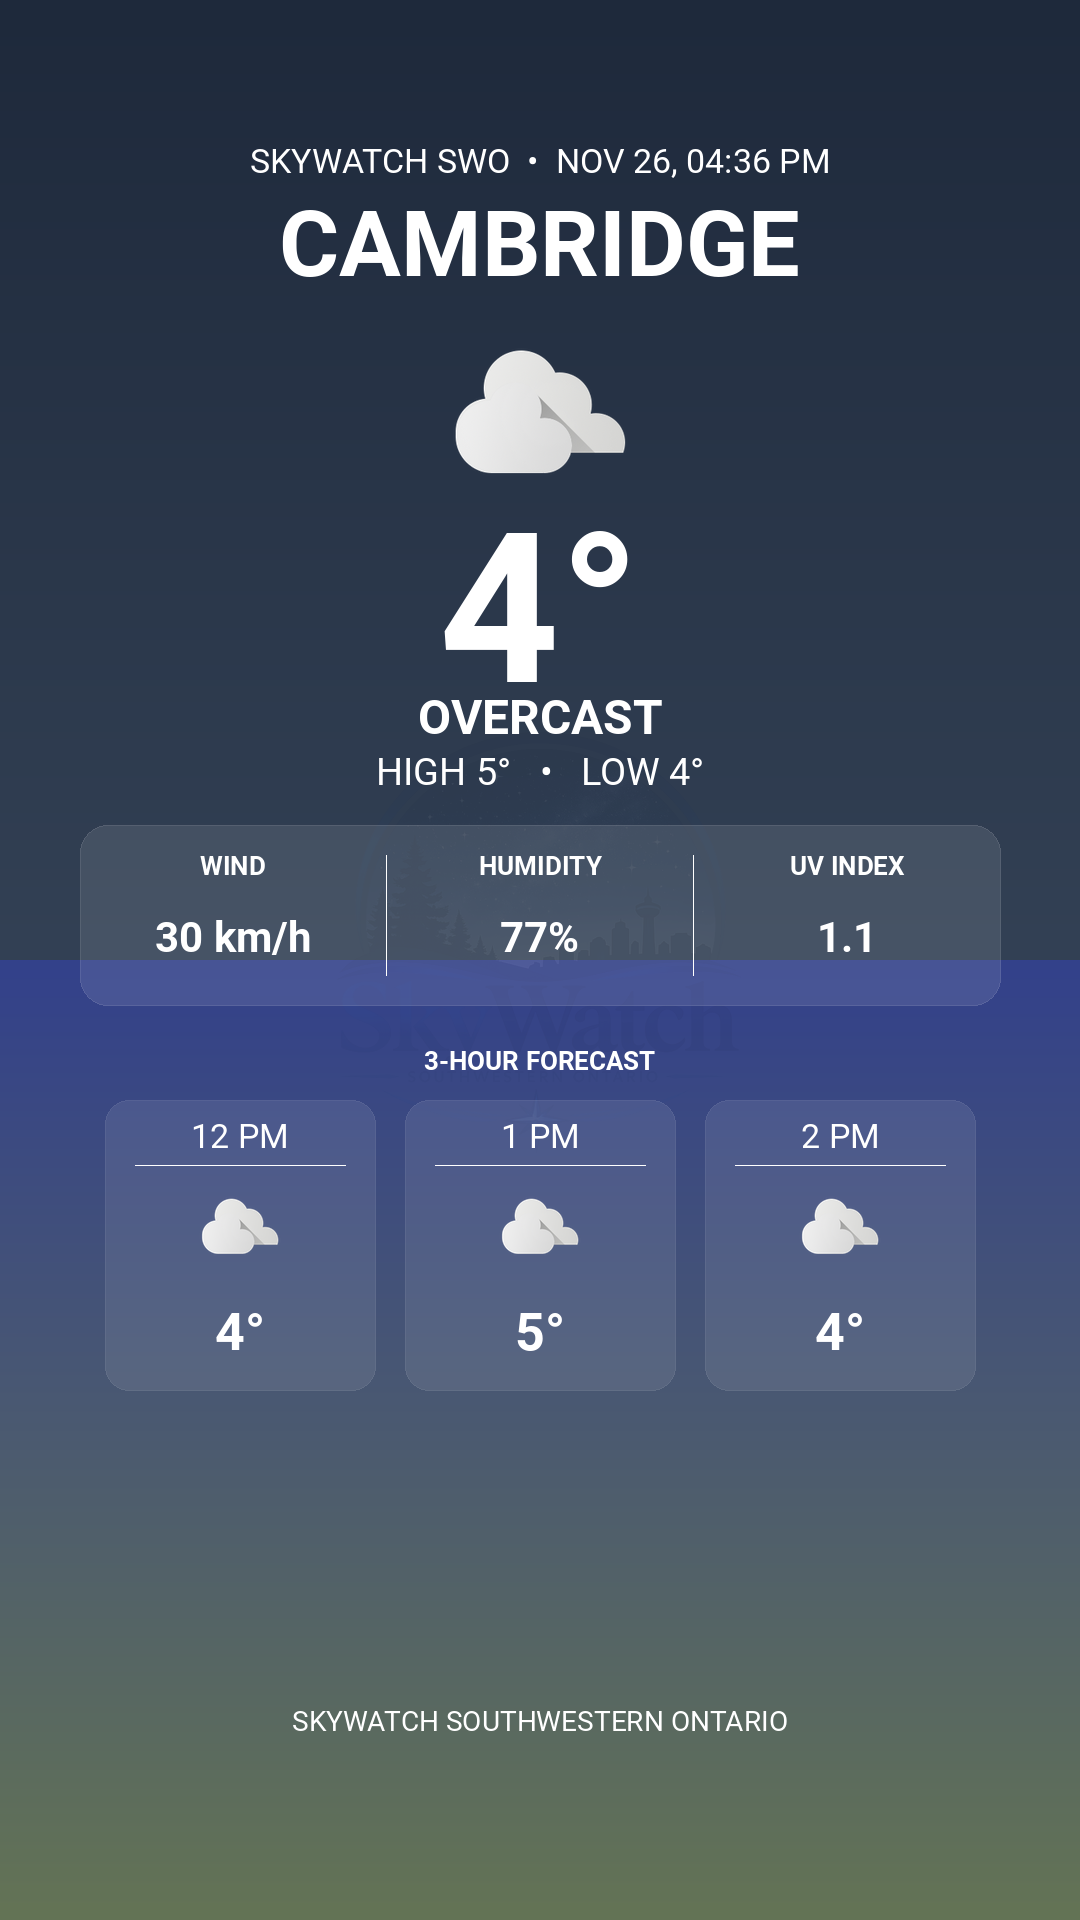 SKYWATCH SWO • NOV 26, 04:36 PM
CAMBRIDGE
4°
OVERCAST
HIGH 5° • LOW 4°
WIND HUMIDITY UV INDEX
30 km/h 77% 1.1
SkyWatch
3-HOUR FORECAST
12 PM 1 PM 2 PM
4° 5° 4°
SKYWATCH SOUTHWESTERN ONTARIO